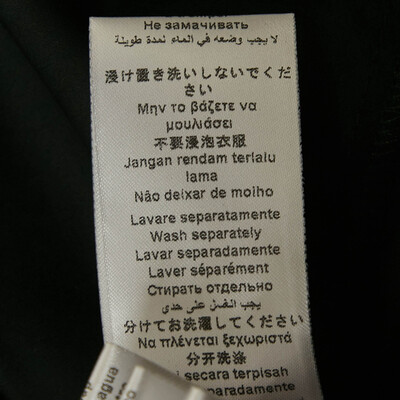 Не замачивать
لا يجب وضعه في الماء لمدة طويلة
浸け置き洗いしないでくだ
さい
Μην το βάζετε να
μουλιάσει
不要浸泡衣服
Jangan rendam terlalu
lama
Não deixar de molho
Lavare separatamente
Wash separately
Lavar separadamente
Laver séparément
Стирать отдельно
يجب الغسل على حدى
分けてお洗濯してください
Να πλένεται ξεχωριστά
分开洗涤
secara terpisah
paradamente
agua